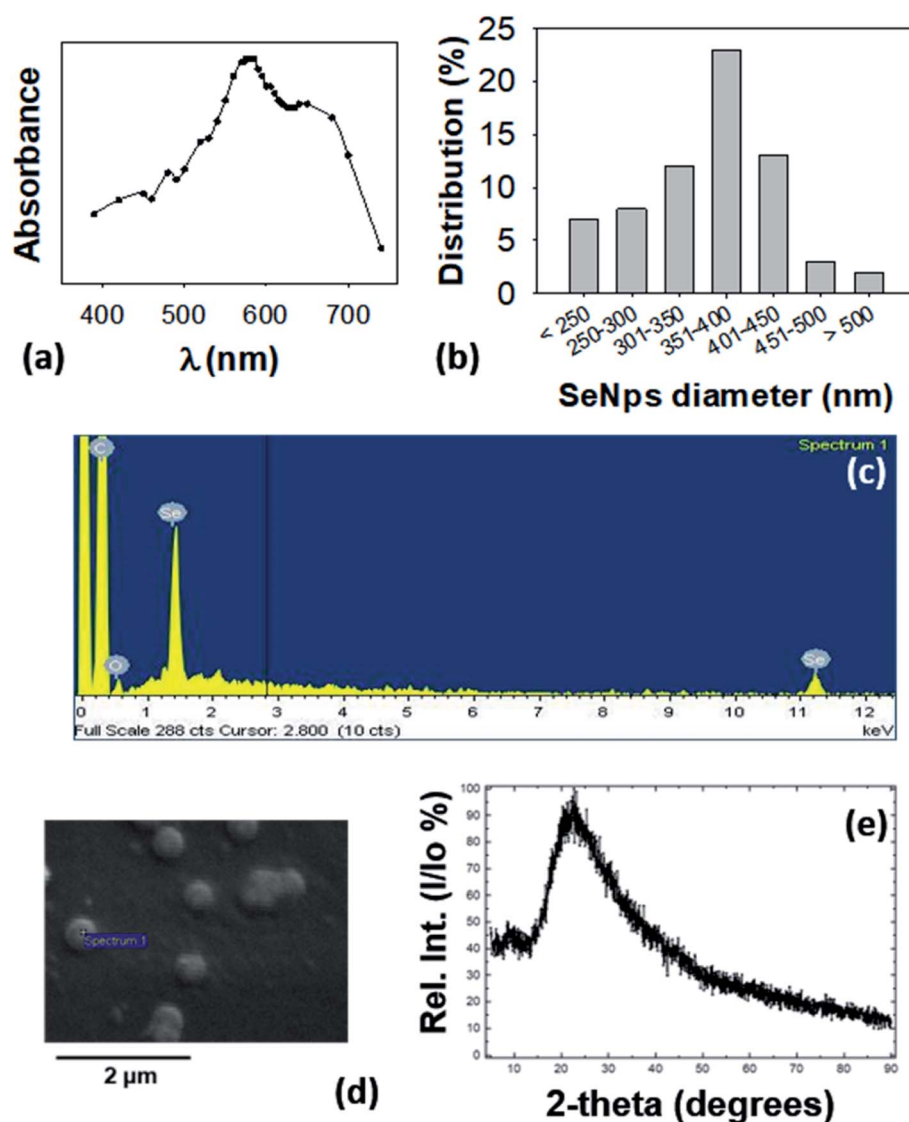 Absorbance
400 500 600 700
λ (nm)
(a)
Distribution (%)
25
20
15
10
5
0
< 250
250-300
301-350
351-400
401-450
451-500
> 500
(b)
SeNps diameter (nm)
Spectrum 1
(c)
C
O
Se
Se
0 1 2 3 4 5 6 7 8 9 10 11 12
Full Scale 288 cts Cursor: 2.800 (10 cts)
keV
Spectrum 1
2 µm
(d)
Rel. Int. (I/Io %)
100
90
80
70
60
50
40
30
20
10
0
(e)
10 20 30 40 50 60 70 80 90
2-theta (degrees)